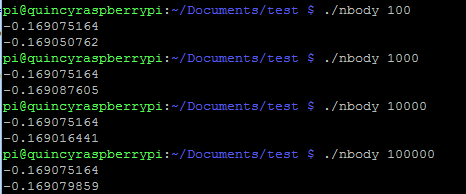 pi@quincyraspberrypi:~/Documents/test $ ./nbody 100
-0.169075164
-0.169050762
pi@quincyraspberrypi:~/Documents/test $ ./nbody 1000
-0.169075164
-0.169087605
pi@quincyraspberrypi:~/Documents/test $ ./nbody 10000
-0.169075164
-0.169016441
pi@quincyraspberrypi:~/Documents/test $ ./nbody 100000
-0.169075164
-0.169079859